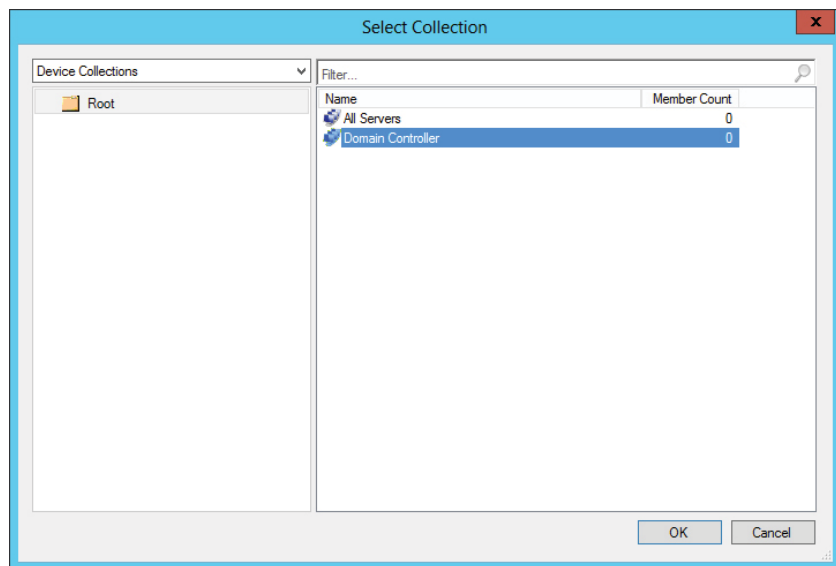 Select Collection
x
Device Collections
Filter...
Root
Name Member Count
All Servers 0
Domain Controller 0
OK Cancel